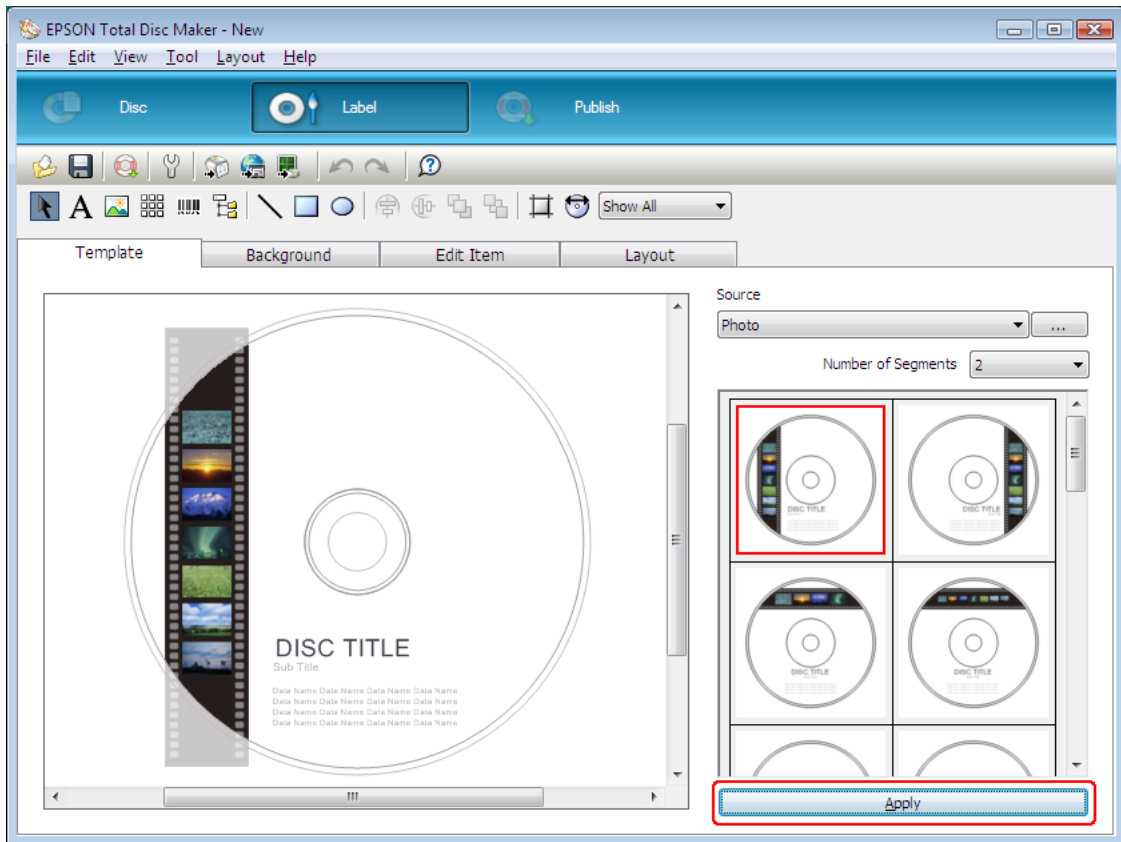 EPSON Total Disc Maker - New
File Edit View Tool Layout Help
Disc Label Publish
A Show All
Template Background Edit Item Layout
Source
Photo ...
Number of Segments 2
DISC TITLE
Sub Title
Data Name Data Name Data Name Data Name
Data Name Data Name Data Name Data Name
Data Name Data Name Data Name Data Name
Data Name Data Name Data Name Data Name
DISC TITLE DISC TITLE
DISC TITLE DISC TITLE
Apply